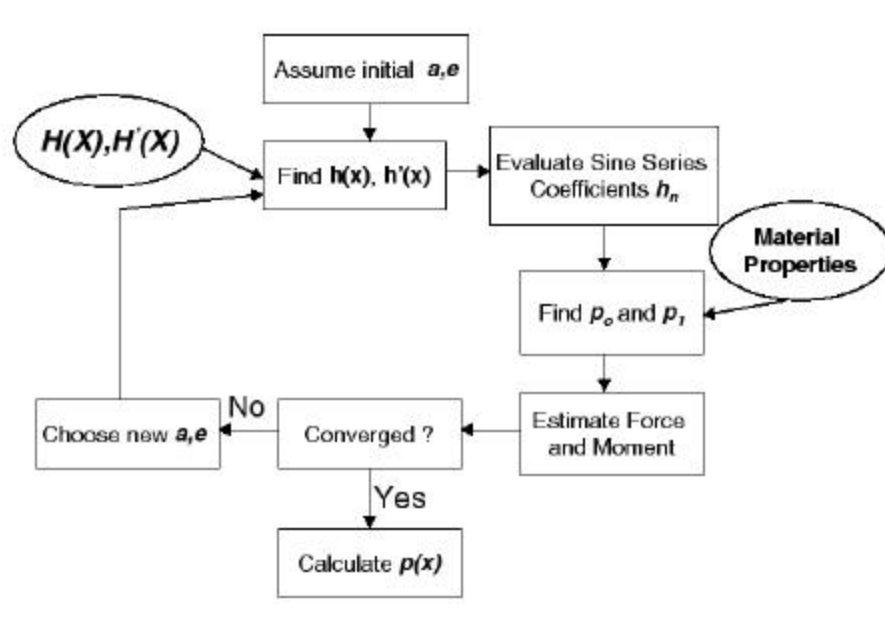 Assume initial a,e
H(X),H'(X)
Find h(x), h'(x)
Evaluate Sine Series
Coefficients hn
Material
Properties
Find po and p1
Estimate Force
and Moment
Converged ?
No
Choose new a,e
Yes
Calculate p(x)